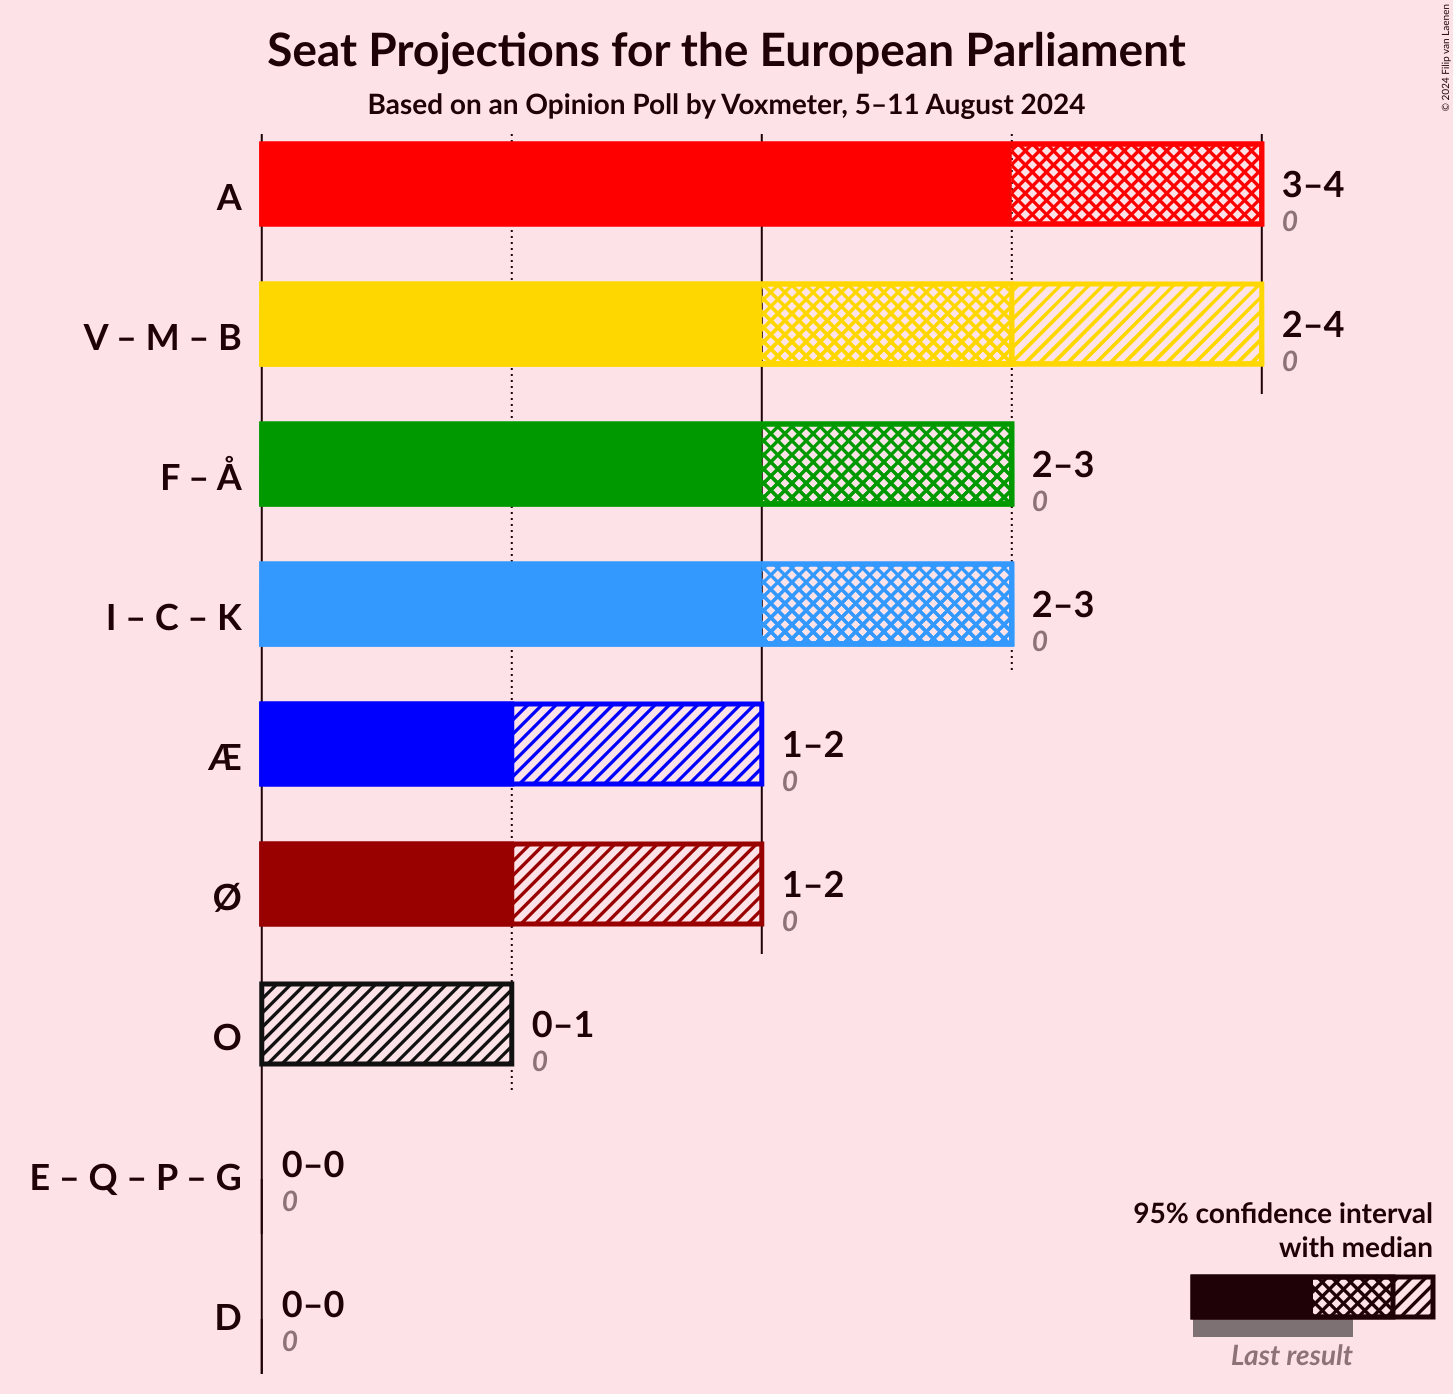 Seat Projections for the European Parliament
Based on an Opinion Poll by Voxmeter, 5–11 August 2024
© 2024 Filip van Laenen
A
3–4
0
V – M – B
2–4
0
F – Å
2–3
0
I – C – K
2–3
0
Æ
1–2
0
Ø
1–2
0
O
0–1
0
E – Q – P – G
0–0
0
D
0–0
0
95% confidence interval
with median
Last result